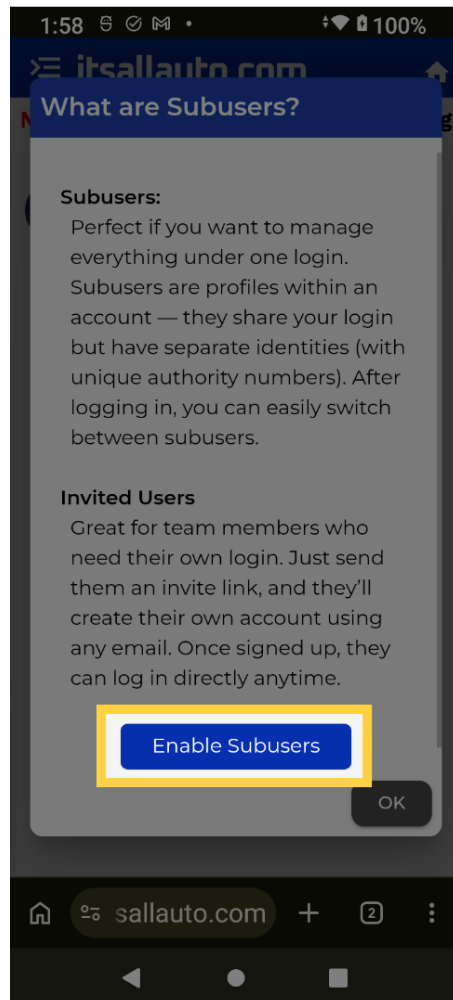 1:58 100%
itsallauto.com
What are Subusers?
Subusers:
Perfect if you want to manage
everything under one login.
Subusers are profiles within an
account — they share your login
but have separate identities (with
unique authority numbers). After
logging in, you can easily switch
between subusers.
Invited Users
Great for team members who
need their own login. Just send
them an invite link, and they’ll
create their own account using
any email. Once signed up, they
can log in directly anytime.
Enable Subusers
OK
sallauto.com 2